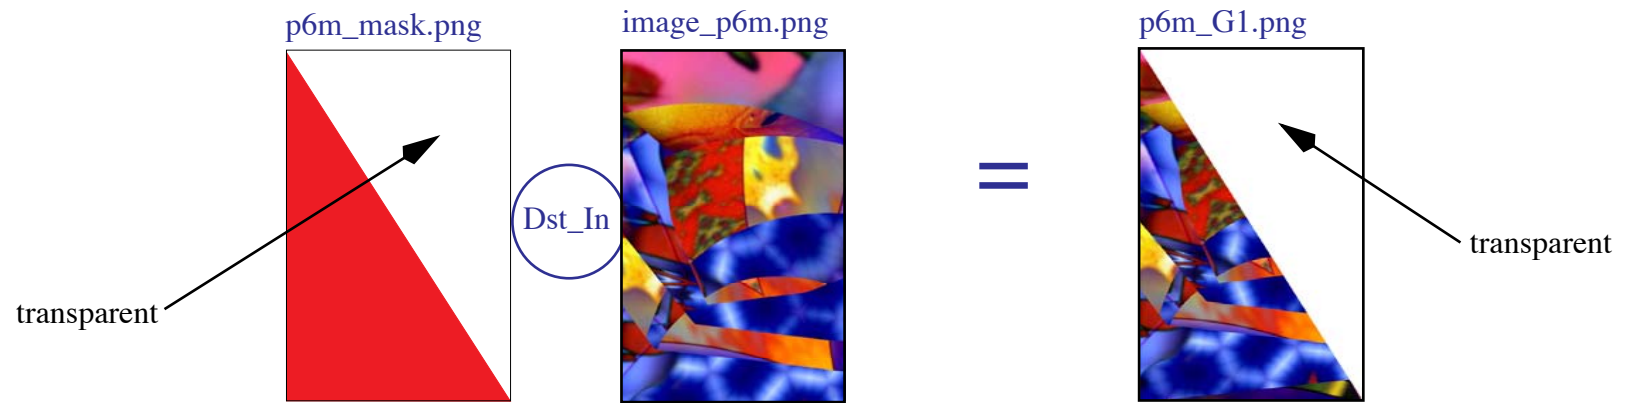 p6m_mask.png
image_p6m.png
p6m_G1.png
Dst_In
=
transparent
transparent